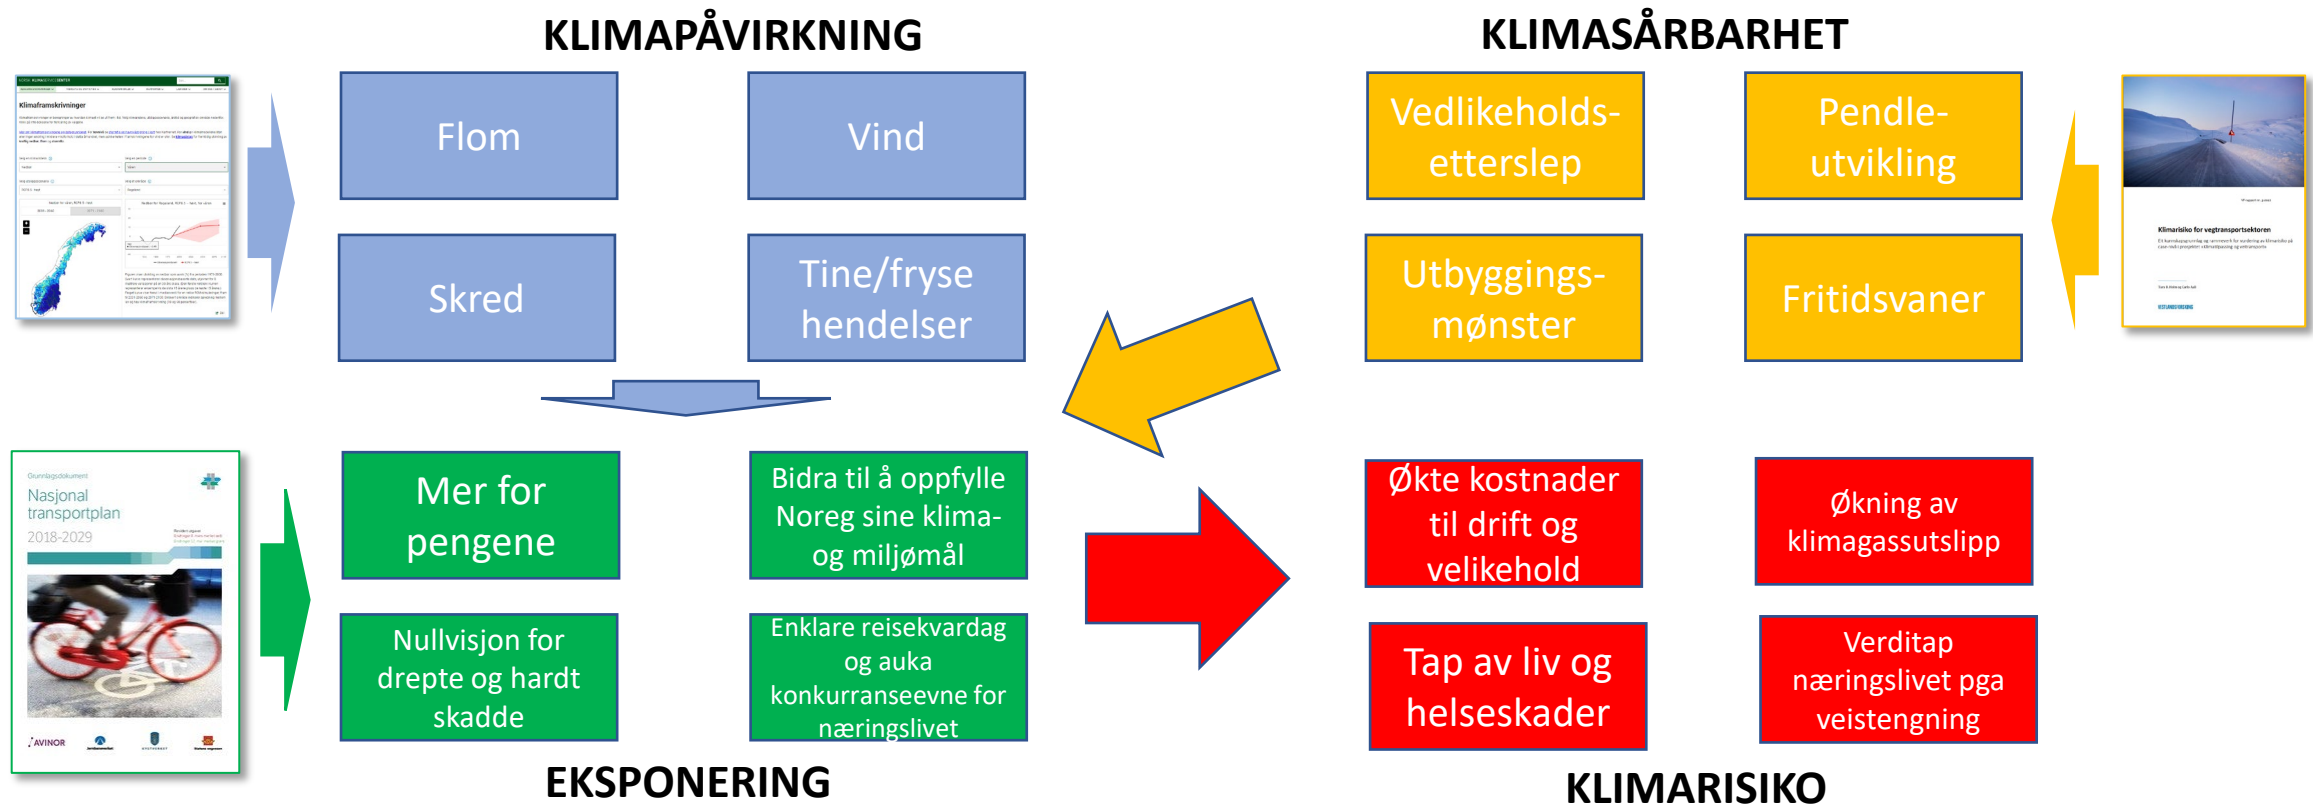 KLIMAPÅVIRKNING
KLIMASÅRBARHET
Klimaframskrivninger
Flom
Vind
Skred
Tine/fryse
hendelser
Vedlikeholds-
etterslep
Pendle-
utvikling
Utbyggings-
mønster
Fritidsvaner
Klimarisiko for vegtransportsektoren
VESTLANDSFORSKING
Grunnlagsdokument
Nasjonal
transportplan
2018-2029
AVINOR
Mer for
pengene
Bidra til å oppfylle
Noreg sine klima-
og miljømål
Nullvisjon for
drepte og hardt
skadde
Enklare reisekvardag
og auka
konkurranseevne for
næringslivet
Økte kostnader
til drift og
velikehold
Økning av
klimagassutslipp
Tap av liv og
helseskader
Verditap
næringslivet pga
veistengning
EKSPONERING
KLIMARISIKO